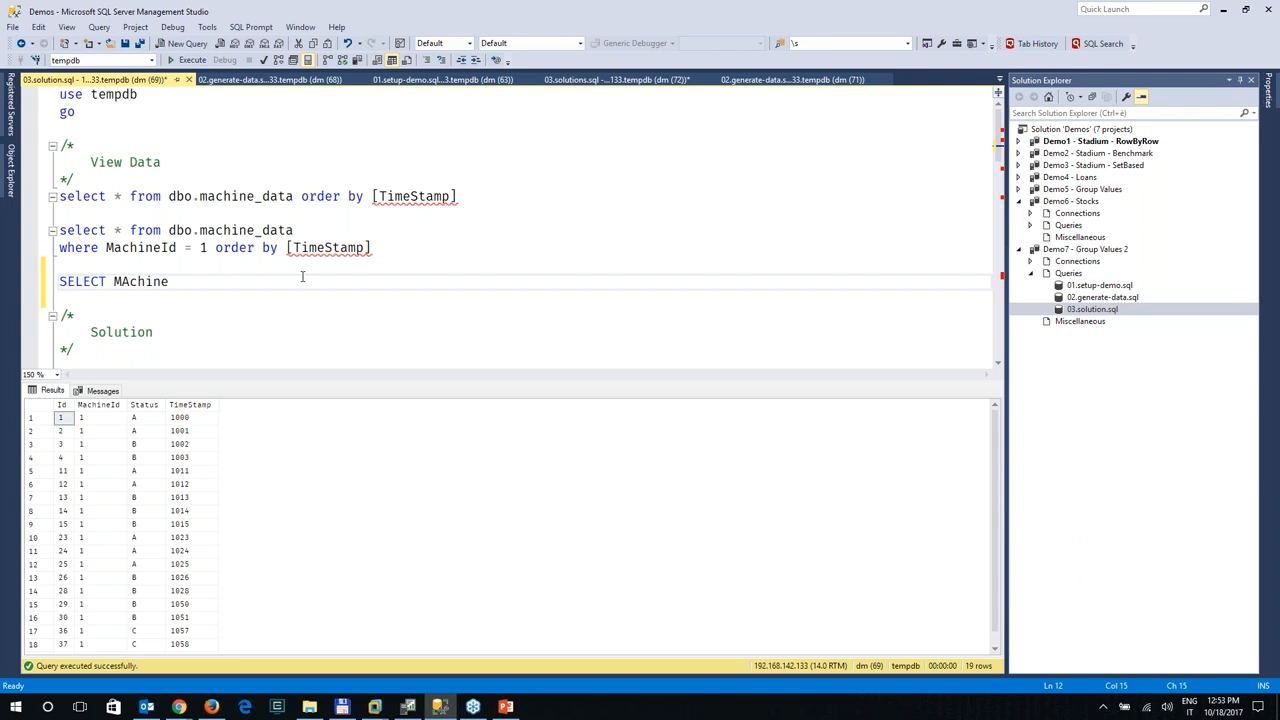 Demos - Microsoft SQL Server Management Studio
Quick Launch
File Edit View Query Project Debug Tools SQL Prompt Window Help
New Query Default Default Generic Debugger \s Tab History SQL Search
tempdb Execute Debug
03.solution.sql - 1...33.tempdb (dm (69))* 02.generate-data.s...33.tempdb (dm (68)) 01.setup-demo.sql...3.tempdb (dm (63)) 03.solutions.sql -...133.tempdb (dm (72))* 02.generate-data.s...33.tempdb (dm (71))
Registered Servers
Object Explorer
use tempdb
go
/*
View Data
*/
select * from dbo.machine_data order by [TimeStamp]
select * from dbo.machine_data
where MachineId = 1 order by [TimeStamp]
SELECT MAchine
/*
Solution
*/
150 %
Results Messages
Id MachineId Status TimeStamp
1 1 1 A 1000
2 2 1 A 1001
3 3 1 B 1002
4 4 1 B 1003
5 11 1 A 1011
6 12 1 A 1012
7 13 1 B 1013
8 14 1 B 1014
9 15 1 B 1015
10 23 1 A 1023
11 24 1 A 1024
12 25 1 A 1025
13 26 1 B 1026
14 28 1 B 1028
15 29 1 B 1050
16 30 1 B 1051
17 36 1 C 1057
18 37 1 C 1058
Query executed successfully. 192.168.142.133 (14.0 RTM) dm (69) tempdb 00:00:00 19 rows
Solution Explorer
Search Solution Explorer (Ctrl+è)
Solution 'Demos' (7 projects)
Demo1 - Stadium - RowByRow
Demo2 - Stadium - Benchmark
Demo3 - Stadium - SetBased
Demo4 - Loans
Demo5 - Group Values
Demo6 - Stocks
Connections
Queries
Miscellaneous
Demo7 - Group Values 2
Connections
Queries
01.setup-demo.sql
02.generate-data.sql
03.solution.sql
Miscellaneous
Properties
Ready Ln 12 Col 15 Ch 15 INS
ENG 12:53 PM
IT 10/18/2017